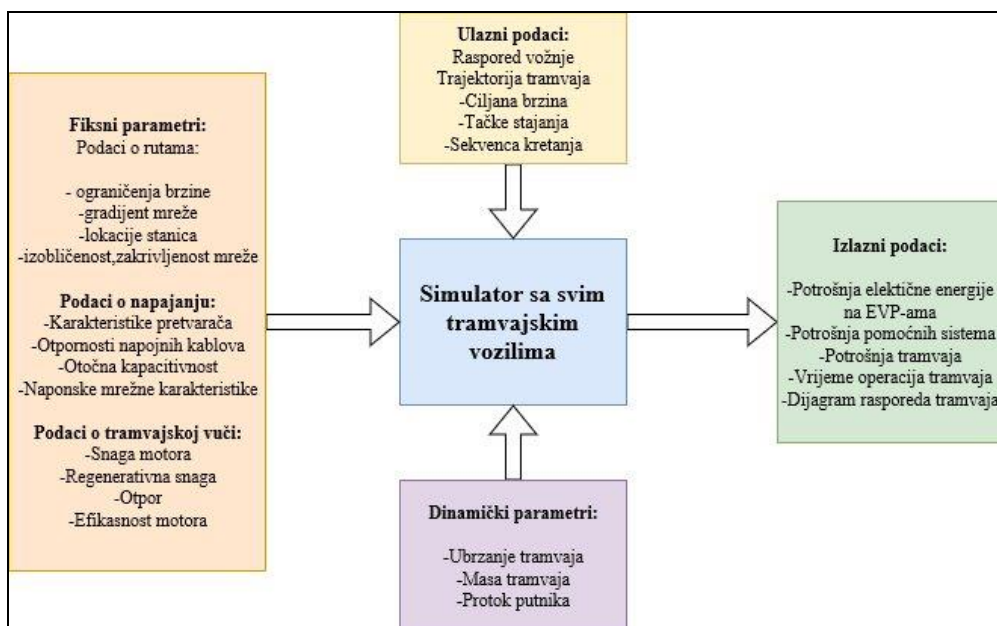 Ulazni podaci:
Raspored vožnje
Trajektorija tramvaja
-Ciljana brzina
-Tačke stajanja
-Sekvenca kretanja
Fiksni parametri:
Podaci o rutama:
- ograničenja brzine
-gradijent mreže
-lokacije stanica
-izobličenost,zakrivljenost mreže
Podaci o napajanju:
-Karakteristike pretvarača
-Otpornosti napojnih kablova
-Otočna kapacitivnost
-Naponske mrežne karakteristike
Podaci o tramvajskoj vuči:
-Snaga motora
-Regenerativna snaga
-Otpor
-Efikasnost motora
Simulator sa svim
tramvajskim
vozilima
Izlazni podaci:
-Potrošnja elektične energije
na EVP-ama
-Potrošnja pomoćnih sistema
-Potrošnja tramvaja
-Vrijeme operacija tramvaja
-Dijagram rasporeda tramvaja
Dinamički parametri:
-Ubrzanje tramvaja
-Masa tramvaja
-Protok putnika